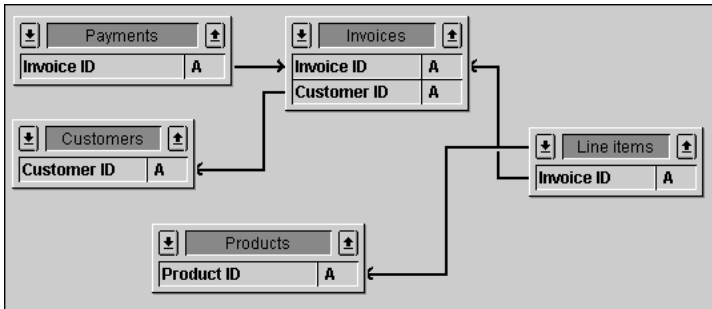 Payments
Invoice ID A
Invoices
Invoice ID A
Customer ID A
Customers
Customer ID A
Line items
Invoice ID A
Products
Product ID A